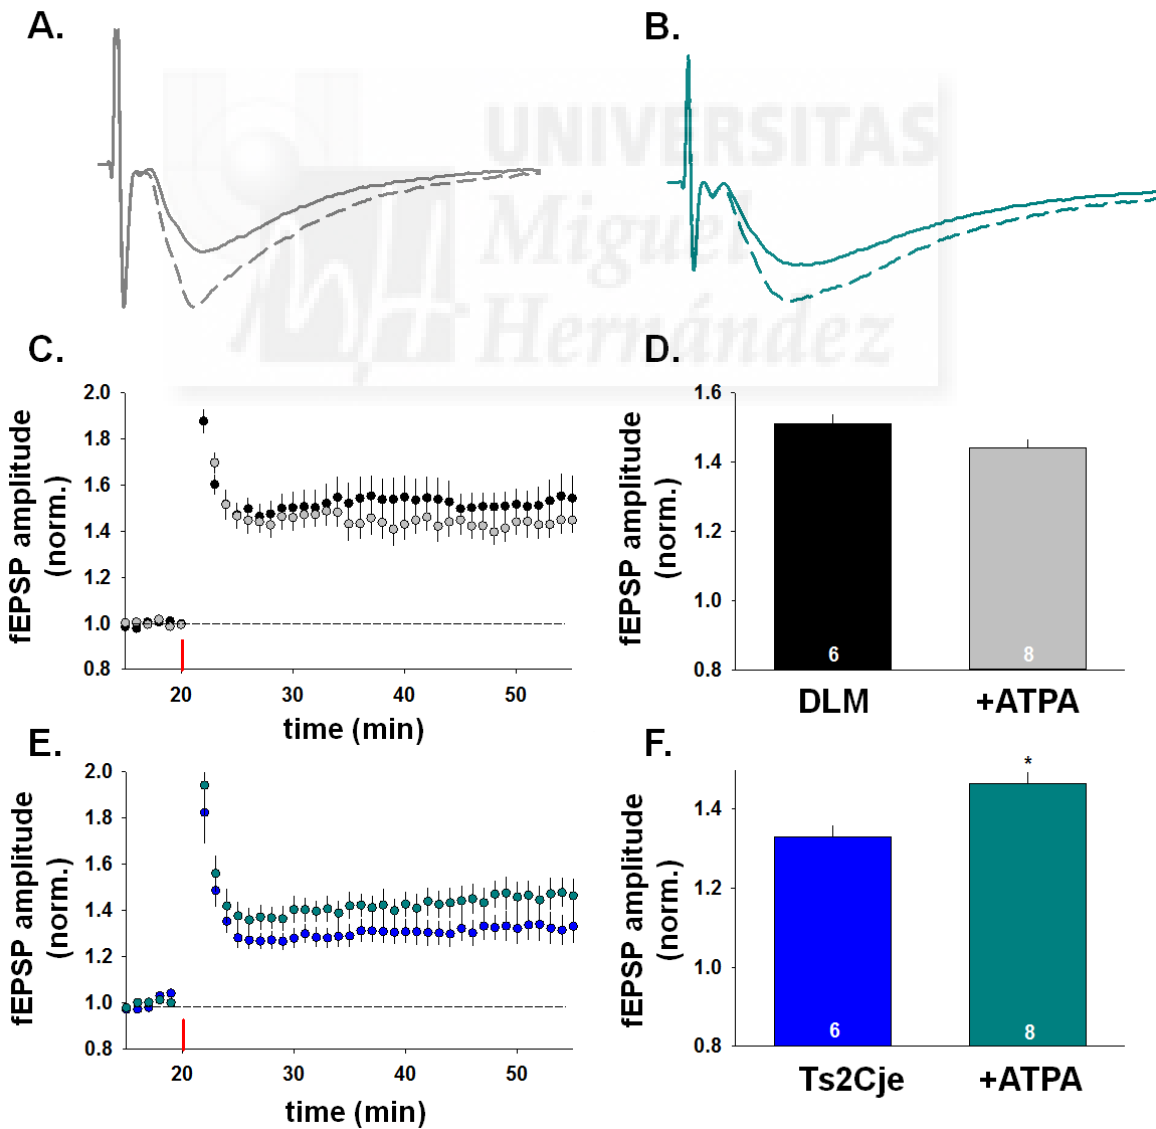 A.
B.
UNIVERSITAS
Miguel
Hernández
C.
fEPSP amplitude
(norm.)
2.0
1.8
1.6
1.4
1.2
1.0
0.8
20
30
40
50
time (min)
D.
fEPSP amplitude
(norm.)
1.6
1.4
1.2
1.0
0.8
6
8
DLM
+ATPA
E.
fEPSP amplitude
(norm.)
2.0
1.8
1.6
1.4
1.2
1.0
0.8
20
30
40
50
time (min)
F.
fEPSP amplitude
(norm.)
1.4
1.2
1.0
0.8
*
6
8
Ts2Cje
+ATPA